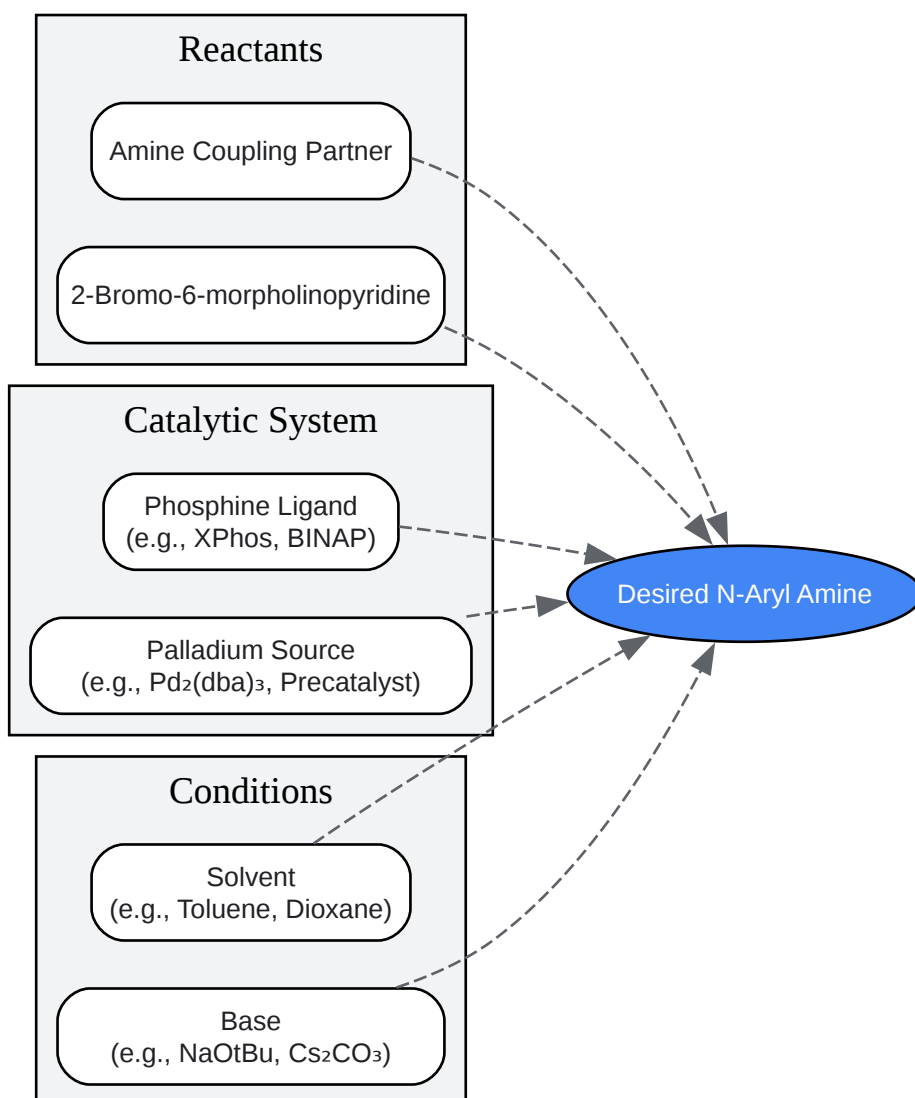 Reactants
Amine Coupling Partner
2-Bromo-6-morpholinopyridine
Catalytic System
Phosphine Ligand
(e.g., XPhos, BINAP)
Palladium Source
(e.g., Pd₂(dba)₃, Precatalyst)
Conditions
Solvent
(e.g., Toluene, Dioxane)
Base
(e.g., NaOtBu, Cs₂CO₃)
Desired N-Aryl Amine